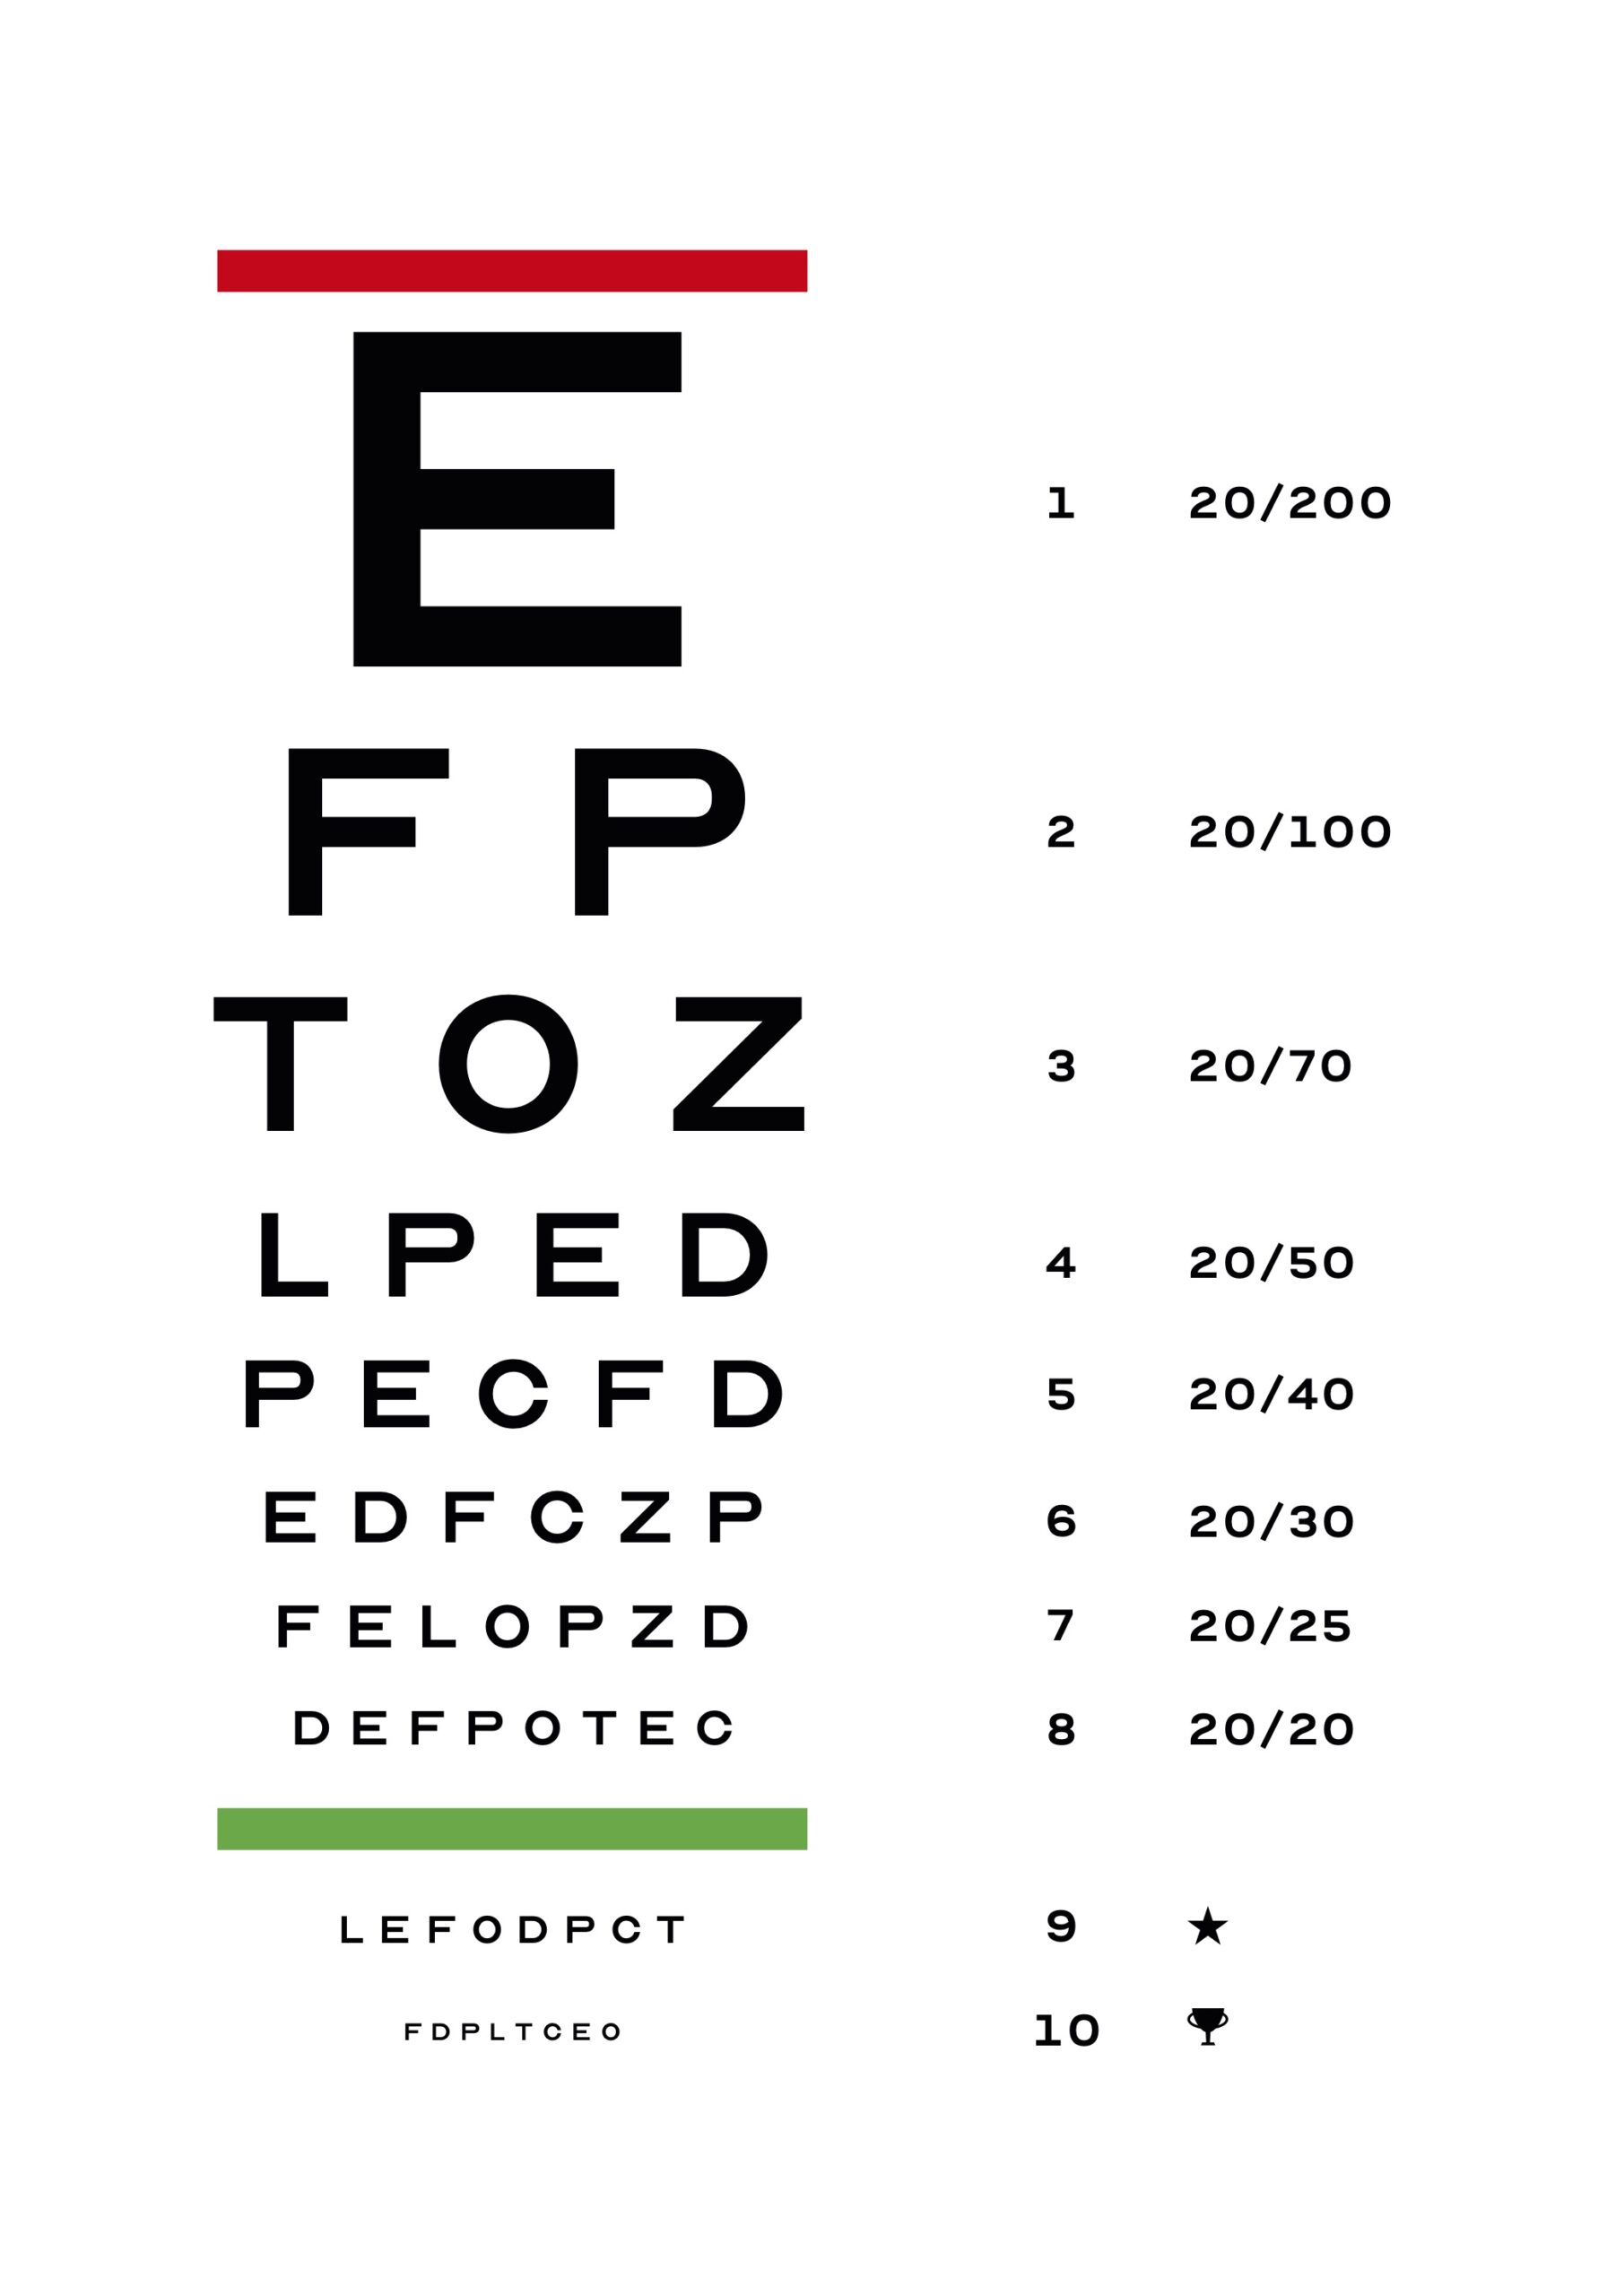 E 1 20/200
F P 2 20/100
T O Z 3 20/70
L P E D 4 20/50
P E C F D 5 20/40
E D F C Z P 6 20/30
F E L O P Z D 7 20/25
D E F P O T E C 8 20/20
L E F O D P C T 9
F D P L T C E O 10